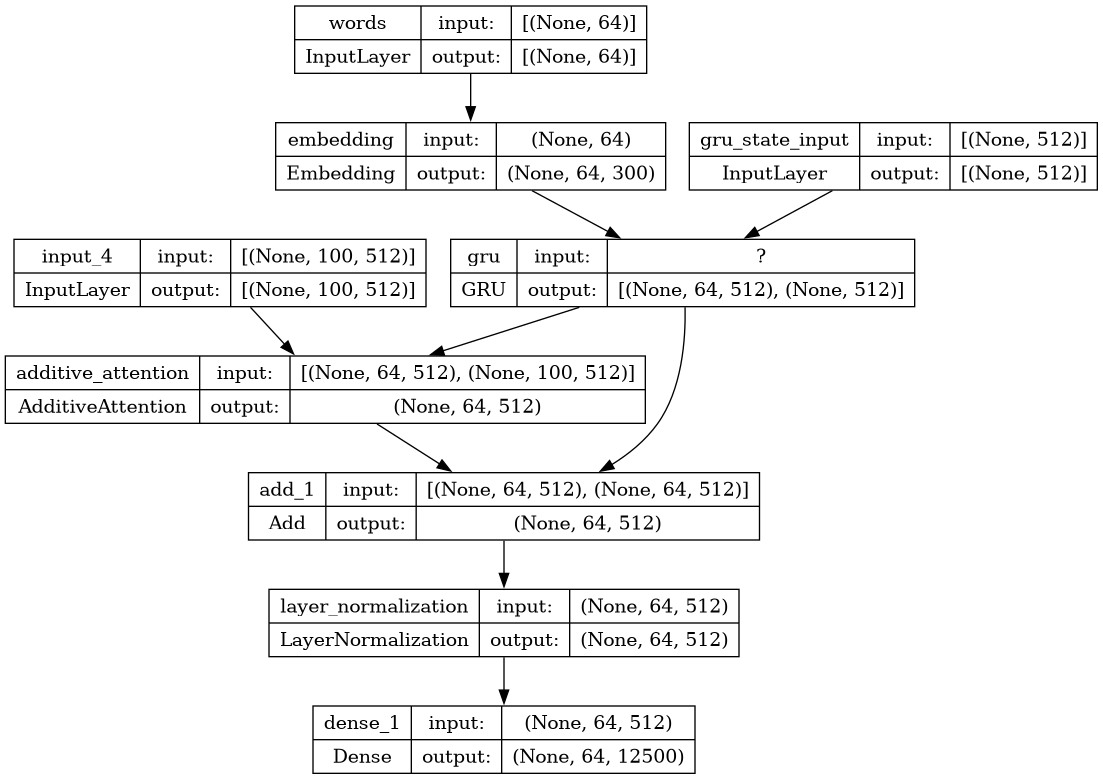 words input: [(None, 64)]
InputLayer output: [(None, 64)]
embedding input: (None, 64)
Embedding output: (None, 64, 300)
gru_state_input input: [(None, 512)]
InputLayer output: [(None, 512)]
input_4 input: [(None, 100, 512)]
InputLayer output: [(None, 100, 512)]
gru input: ?
GRU output: [(None, 64, 512), (None, 512)]
additive_attention input: [(None, 64, 512), (None, 100, 512)]
AdditiveAttention output: (None, 64, 512)
add_1 input: [(None, 64, 512), (None, 64, 512)]
Add output: (None, 64, 512)
layer_normalization input: (None, 64, 512)
LayerNormalization output: (None, 64, 512)
dense_1 input: (None, 64, 512)
Dense output: (None, 64, 12500)